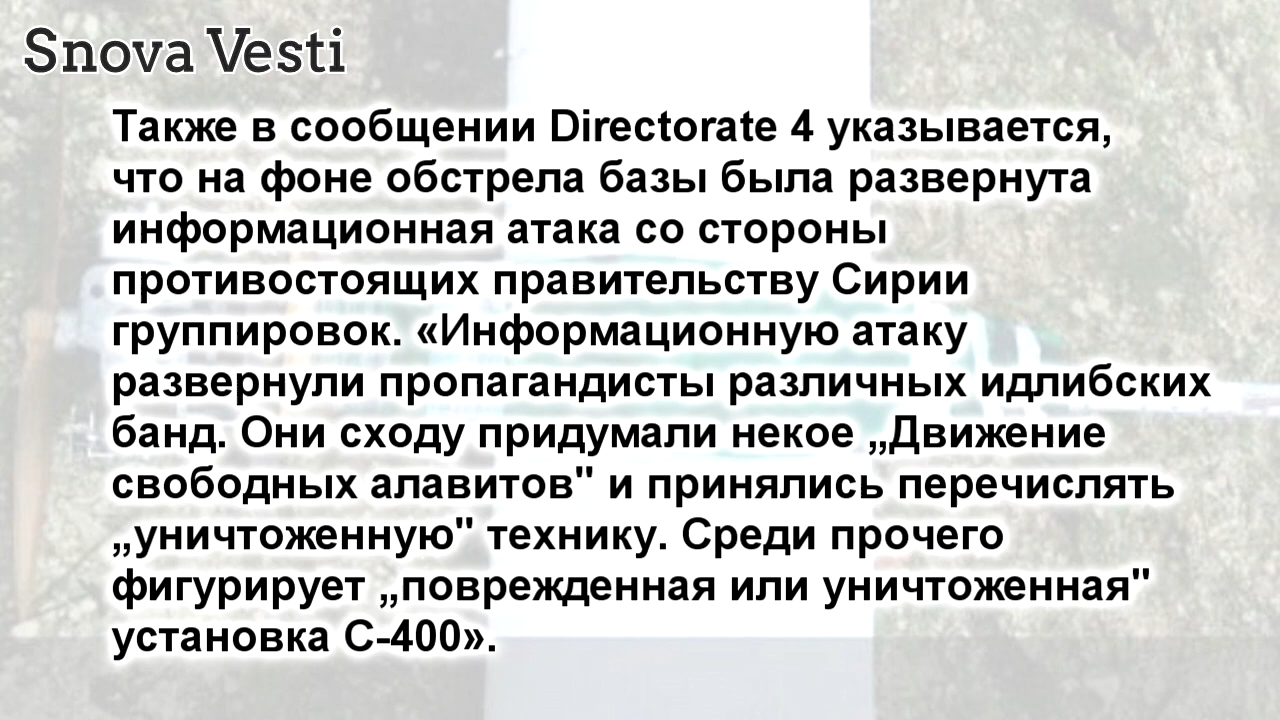 Snova Vesti
Также в сообщении Directorate 4 указывается,
что на фоне обстрела базы была развернута
информационная атака со стороны
противостоящих правительству Сирии
группировок. «Информационную атаку
развернули пропагандисты различных идлибских
банд. Они сходу придумали некое „Движение
свободных алавитов" и принялись перечислять
„уничтоженную" технику. Среди прочего
фигурирует „поврежденная или уничтоженная"
установка С-400».